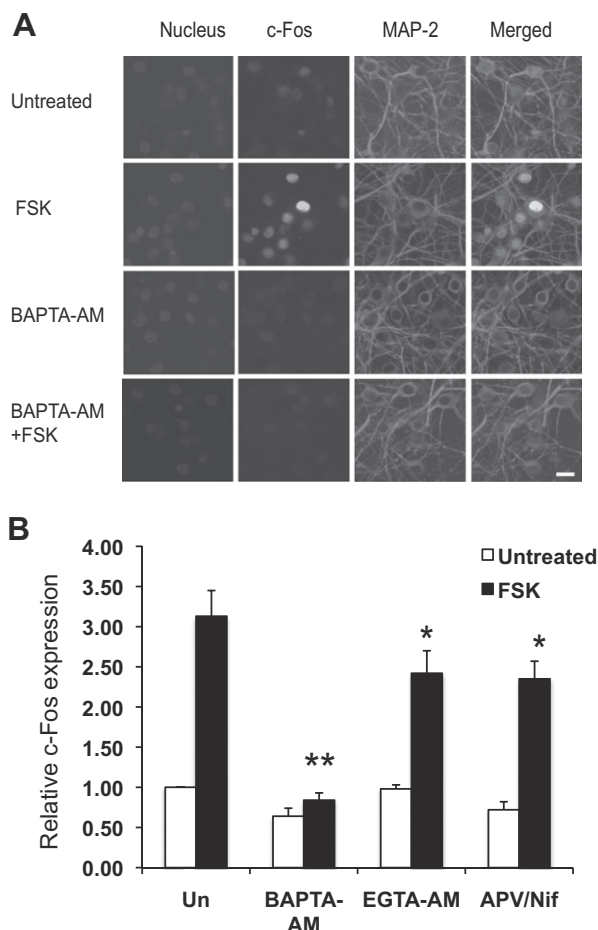 A
Nucleus c-Fos MAP-2 Merged
Untreated
FSK
BAPTA-AM
BAPTA-AM
+FSK
B
Relative c-Fos expression
4.00
3.50
3.00
2.50
2.00
1.50
1.00
0.50
0.00
Untreated
FSK
**
*
*
Un BAPTA-AM EGTA-AM APV/Nif